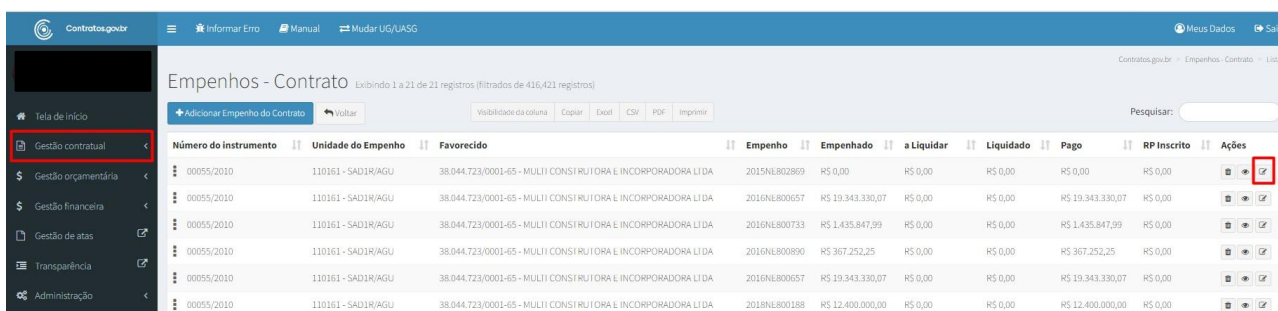 Contratos.gov.br Informar Erro Manual Mudar UG/UASG Meus Dados Sai
Contratos.gov.br > Empenhos - Contrato > List
Empenhos - Contrato Exibindo 1 a 21 de 21 registros (filtrados de 416,421 registros)
+Adicionar Empenho do Contrato Voltar Visibilidade da coluna Copiar Excel CSV PDF Imprimir Pesquisar:
Tela de início
Gestão contratual
Gestão orçamentária
Gestão financeira
Gestão de atas
Transparência
Administração
Número do instrumento Unidade do Empenho Favorecido Empenho Empenhado a Liquidar Liquidado Pago RP Inscrito Ações
00055/2010 110161 - SAD1R/AGU 38.044.723/0001-65 - MULTI CONSTRUTORA E INCORPORADORA LTDA 2015NE802869 R$ 0,00 R$ 0,00 R$ 0,00 R$ 0,00 R$ 0,00
00055/2010 110161 - SAD1R/AGU 38.044.723/0001-65 - MULTI CONSTRUTORA E INCORPORADORA LTDA 2016NE800657 R$ 19.343.330,07 R$ 0,00 R$ 0,00 R$ 19.343.330,07 R$ 0,00
00055/2010 110161 - SAD1R/AGU 38.044.723/0001-65 - MULTI CONSTRUTORA E INCORPORADORA LTDA 2016NE800733 R$ 1.435.847,99 R$ 0,00 R$ 0,00 R$ 1.435.847,99 R$ 0,00
00055/2010 110161 - SAD1R/AGU 38.044.723/0001-65 - MULTI CONSTRUTORA E INCORPORADORA LTDA 2016NE800890 R$ 367.252,25 R$ 0,00 R$ 0,00 R$ 367.252,25 R$ 0,00
00055/2010 110161 - SAD1R/AGU 38.044.723/0001-65 - MULTI CONSTRUTORA E INCORPORADORA LTDA 2016NE800657 R$ 19.343.330,07 R$ 0,00 R$ 0,00 R$ 19.343.330,07 R$ 0,00
00055/2010 110161 - SAD1R/AGU 38.044.723/0001-65 - MULTI CONSTRUTORA E INCORPORADORA LTDA 2018NE800188 R$ 12.400.000,00 R$ 0,00 R$ 0,00 R$ 12.400.000,00 R$ 0,00